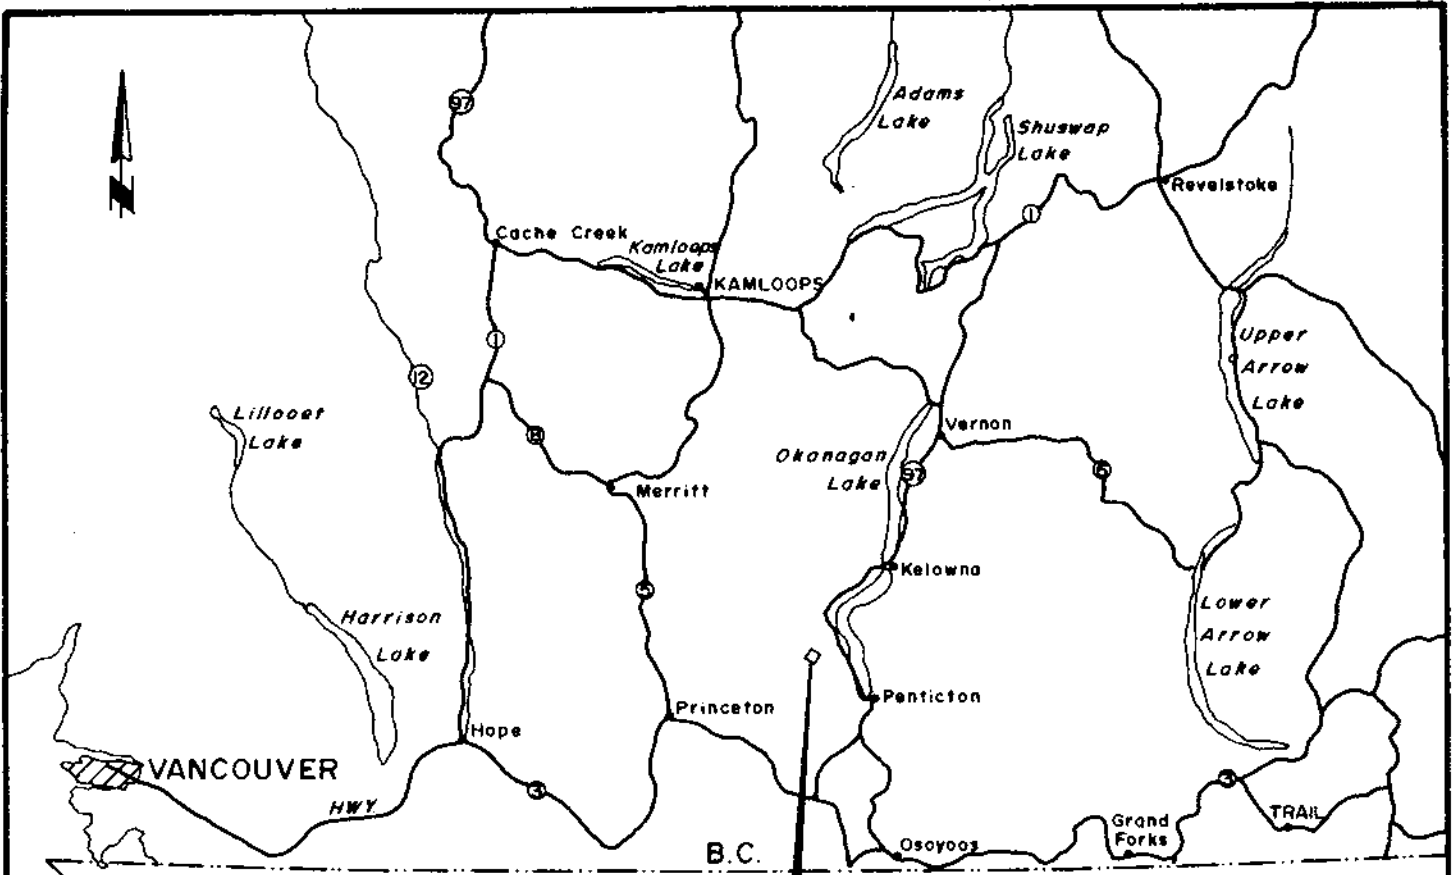 97
Adams
Lake
Shuswap
Lake
N
Revelstoke
1
Cache Creek
Kamloops
Lake
KAMLOOPS
1
Upper
Arrow
Lake
12
Lillooet
Lake
8
Vernon
Okanagan
Lake
97
6
Merritt
Kelowna
5
Lower
Arrow
Lake
Harrison
Lake
Penticton
Princeton
Hope
VANCOUVER
3
3
HWY
TRAIL
Grand
Forks
B.C.
Osoyoos